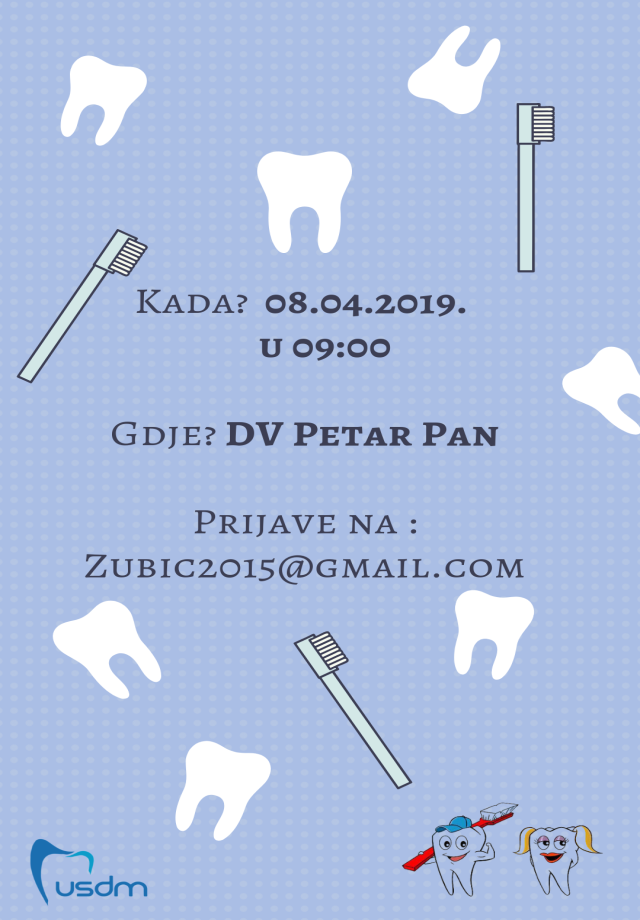 Kada? 08.04.2019.
u 09:00
Gdje? DV Petar Pan
Prijave na :
Zubic2015@gmail.com
usdm